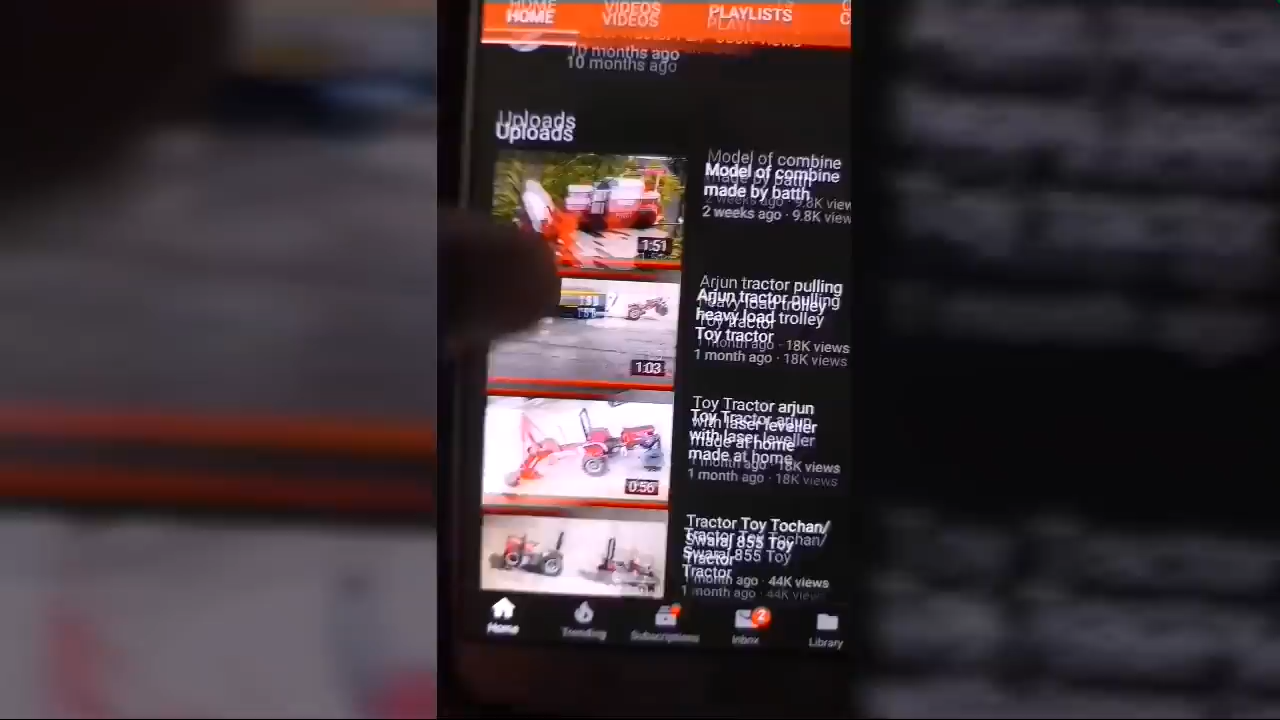 HOME VIDEOS PLAYLISTS
10 months ago
Uploads
Model of combine
made by batth
2 weeks ago · 9.8K view
1:51
Arjun tractor pulling
heavy load trolley
Toy tractor
1 month ago · 18K views
1:03
Toy Tractor arjun
with laser leveller
made at home
1 month ago · 18K views
0:56
Tractor Toy Tochan/
Swaraj 855 Toy
Tractor
1 month ago · 44K views
Home Trending Subscriptions Inbox 2 Library